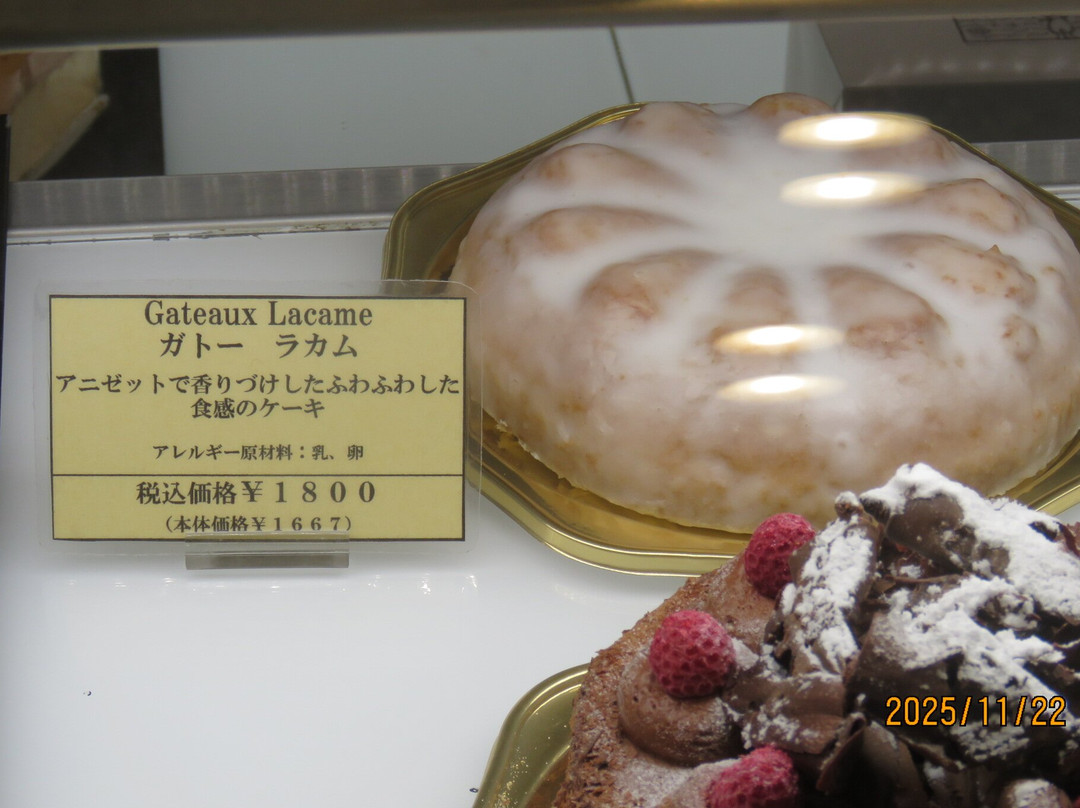 Gateaux Lacame
ガトー　ラカム
アニゼットで香りづけしたふわふわした
食感のケーキ
アレルギー原材料：乳、卵
税込価格￥１８００
（本体価格￥１６６７）
2025/11/22